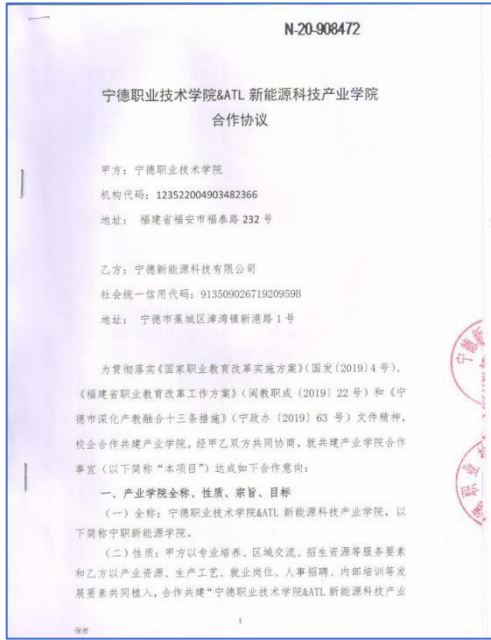 N-20-908472
宁德职业技术学院&ATL 新能源科技产业学院
合作协议
甲方：宁德职业技术学院
机构代码：123522004903482366
地址： 福建省福安市福泰路 232 号
乙方：宁德新能源科技有限公司
社会统一信用代码：91350902671920959B
地址： 宁德市蕉城区漳湾镇新港路 1 号
为贯彻落实《国家职业教育改革实施方案》(国发〔2019〕4 号)、
《福建省职业教育改革工作方案》(闽教职成〔2019〕22 号)和《宁
德市深化产教融合十三条措施》(宁政办〔2019〕63 号)文件精神，
校企合作共建产业学院。经甲乙双方共同协商，就共建产业学院合作
事宜（以下简称“本项目”）达成如下合作意向：
一、产业学院全称、性质、宗旨、目标
（一）全称：宁德职业技术学院&ATL 新能源科技产业学院，以
下简称宁职新能源学院。
（二）性质：甲方以专业培养、区域交流、招生资源等服务要素
和乙方以产业资源、生产工艺、就业岗位、人事招聘、内部培训等发
展要素共同植入，合作共建“宁德职业技术学院&ATL 新能源科技产业
1
保密
宁德
职业